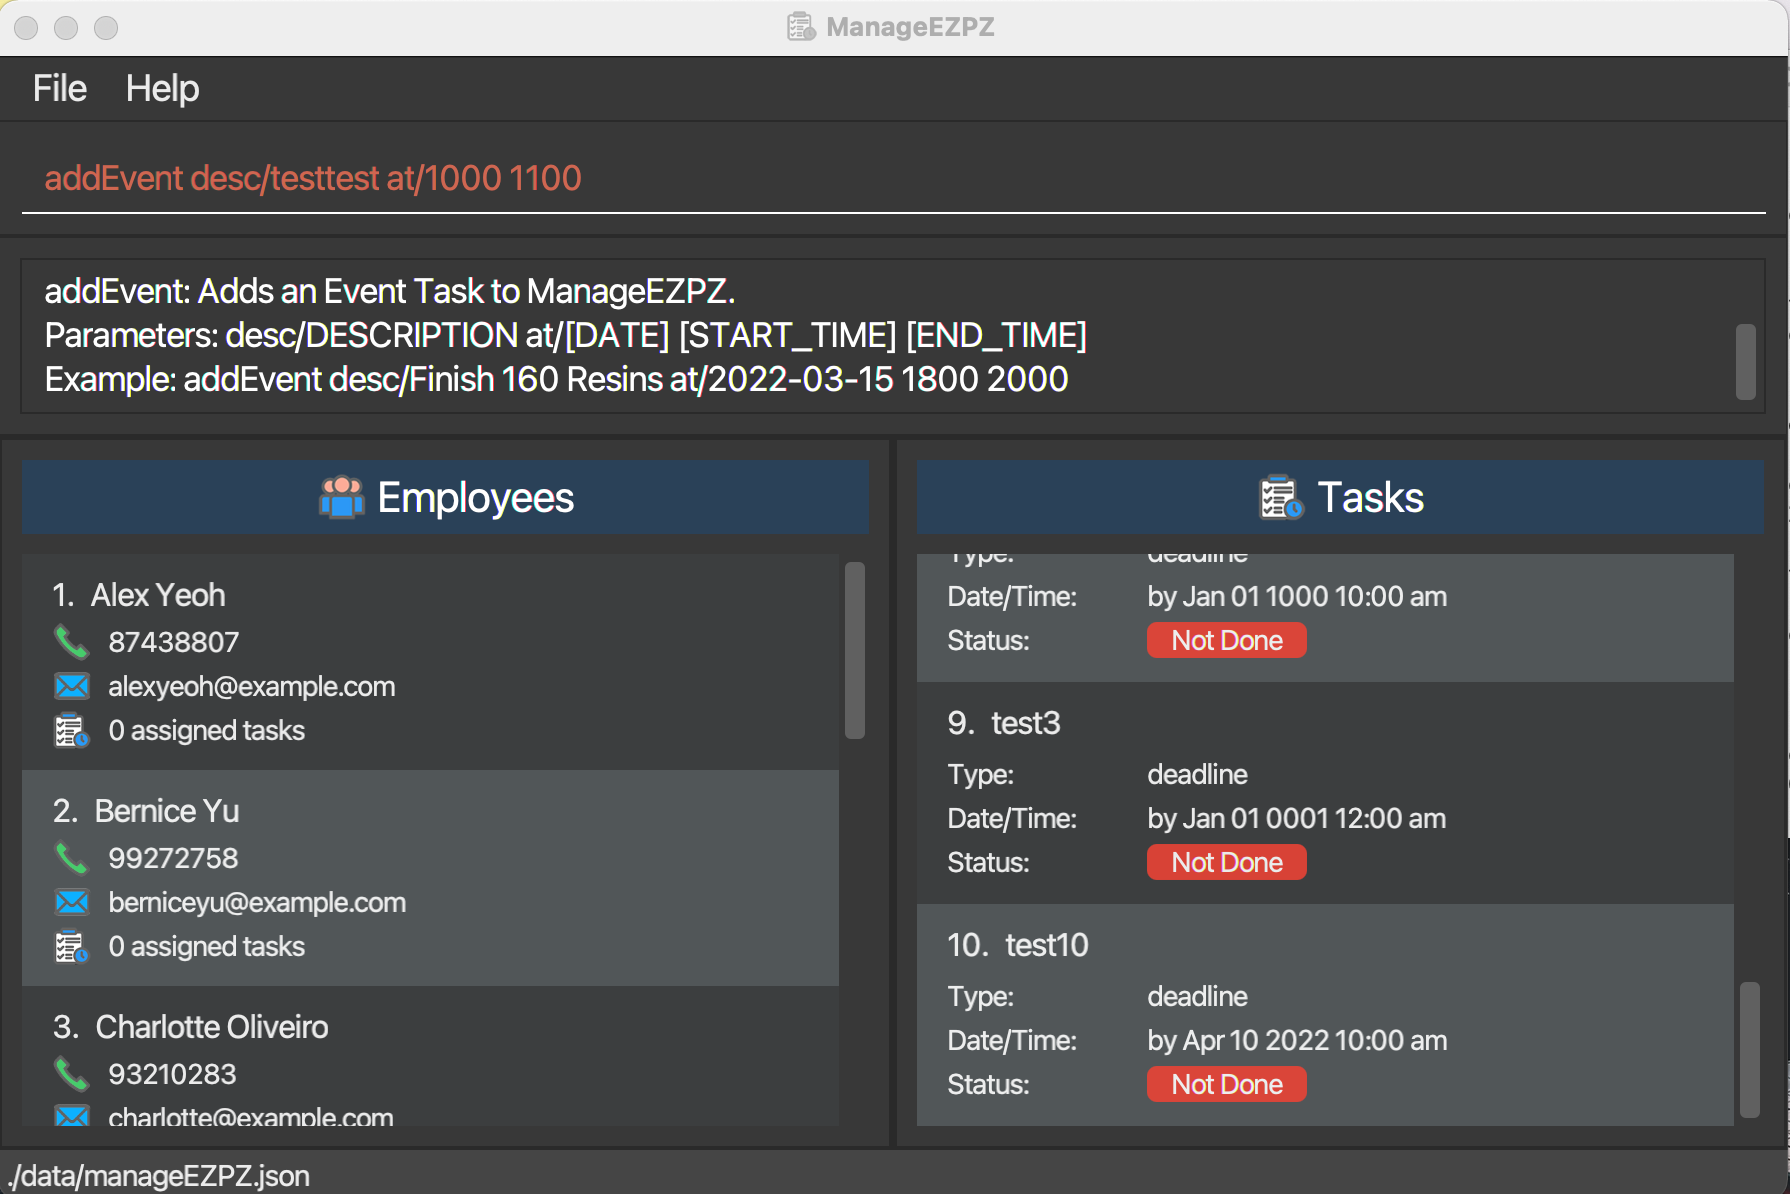 ManageEZPZ
File Help
addEvent desc/testtest at/1000 1100
addEvent: Adds an Event Task to ManageEZPZ.
Parameters: desc/DESCRIPTION at/[DATE] [START_TIME] [END_TIME]
Example: addEvent desc/Finish 160 Resins at/2022-03-15 1800 2000
Employees
1. Alex Yeoh
87438807
alexyeoh@example.com
0 assigned tasks
2. Bernice Yu
99272758
berniceyu@example.com
0 assigned tasks
3. Charlotte Oliveiro
93210283
charlotte@example.com
Tasks
Type: deadline
Date/Time: by Jan 01 1000 10:00 am
Status: Not Done
9. test3
Type: deadline
Date/Time: by Jan 01 0001 12:00 am
Status: Not Done
10. test10
Type: deadline
Date/Time: by Apr 10 2022 10:00 am
Status: Not Done
./data/manageEZPZ.json